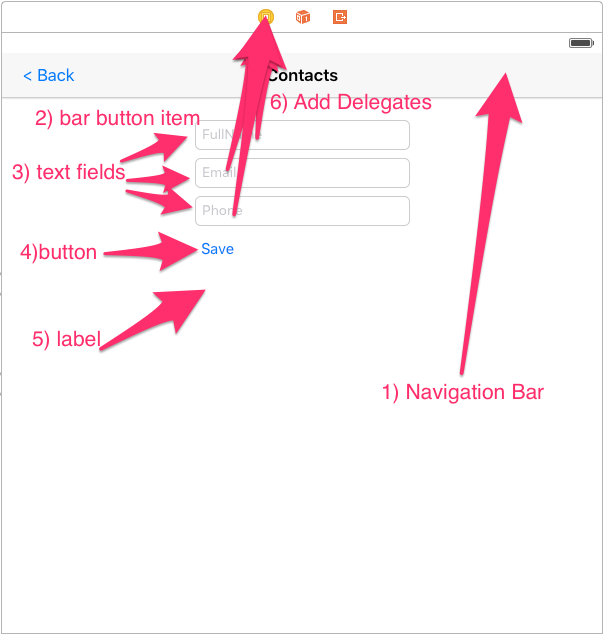 < Back
Contacts
6) Add Delegates
2) bar button item
FullN
3) text fields
Email
Phone
4)button
Save
5) label
1) Navigation Bar